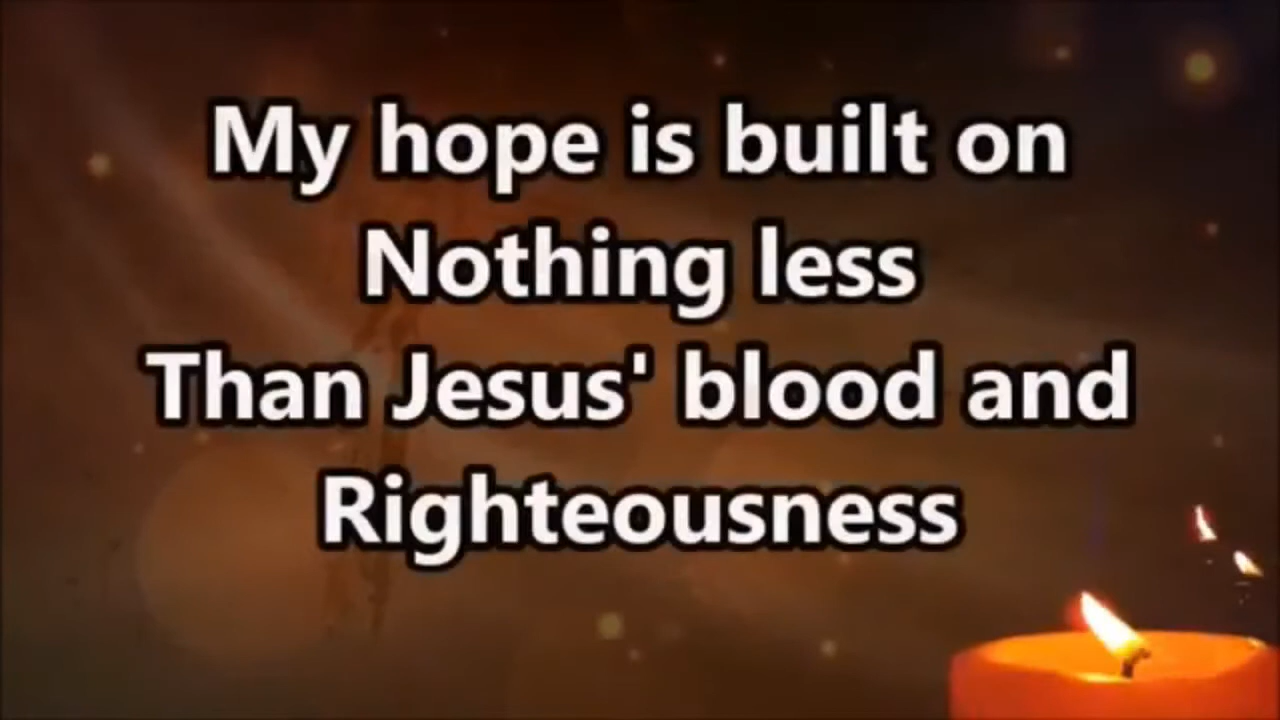 My hope is built on
Nothing less
Than Jesus' blood and
Righteousness